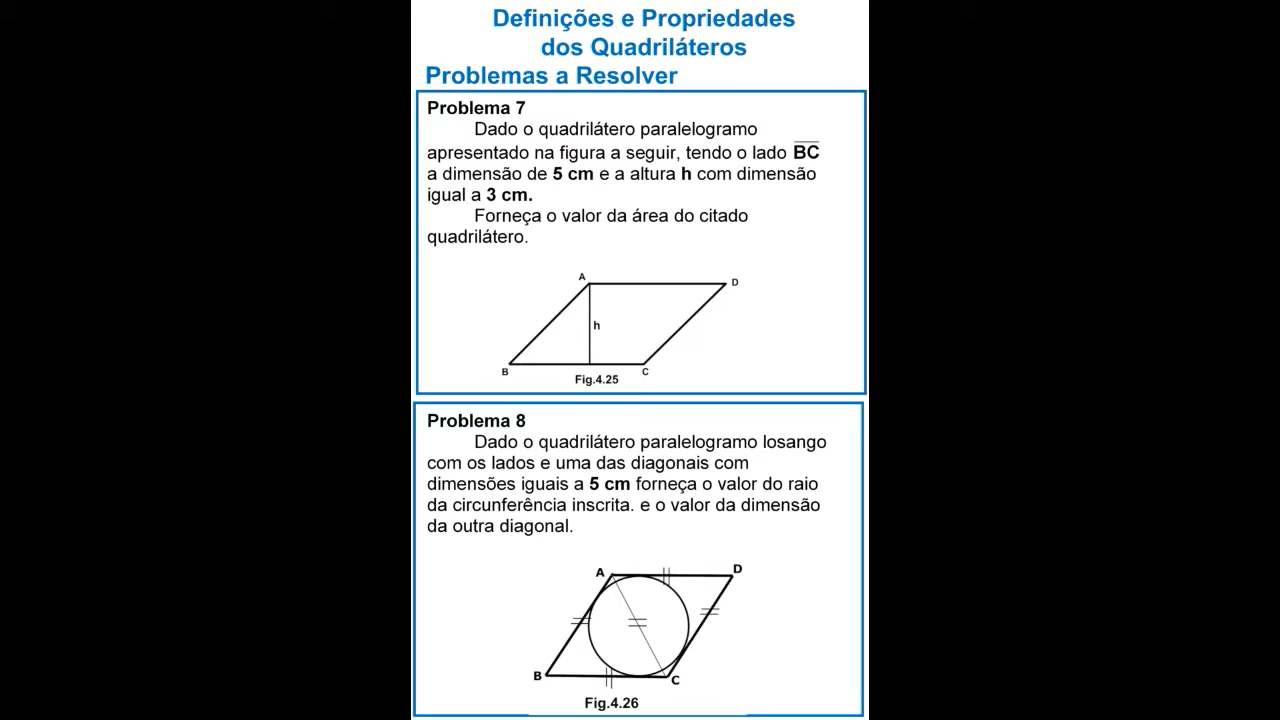 Definições e Propriedades
dos Quadriláteros
Problemas a Resolver
Problema 7
Dado o quadrilátero paralelogramo
apresentado na figura a seguir, tendo o lado BC
a dimensão de 5 cm e a altura h com dimensão
igual a 3 cm.
Forneça o valor da área do citado
quadrilátero.
A
D
h
B
C
Fig.4.25
Problema 8
Dado o quadrilátero paralelogramo losango
com os lados e uma das diagonais com
dimensões iguais a 5 cm forneça o valor do raio
da circunferência inscrita. e o valor da dimensão
da outra diagonal.
A
D
B
C
Fig.4.26